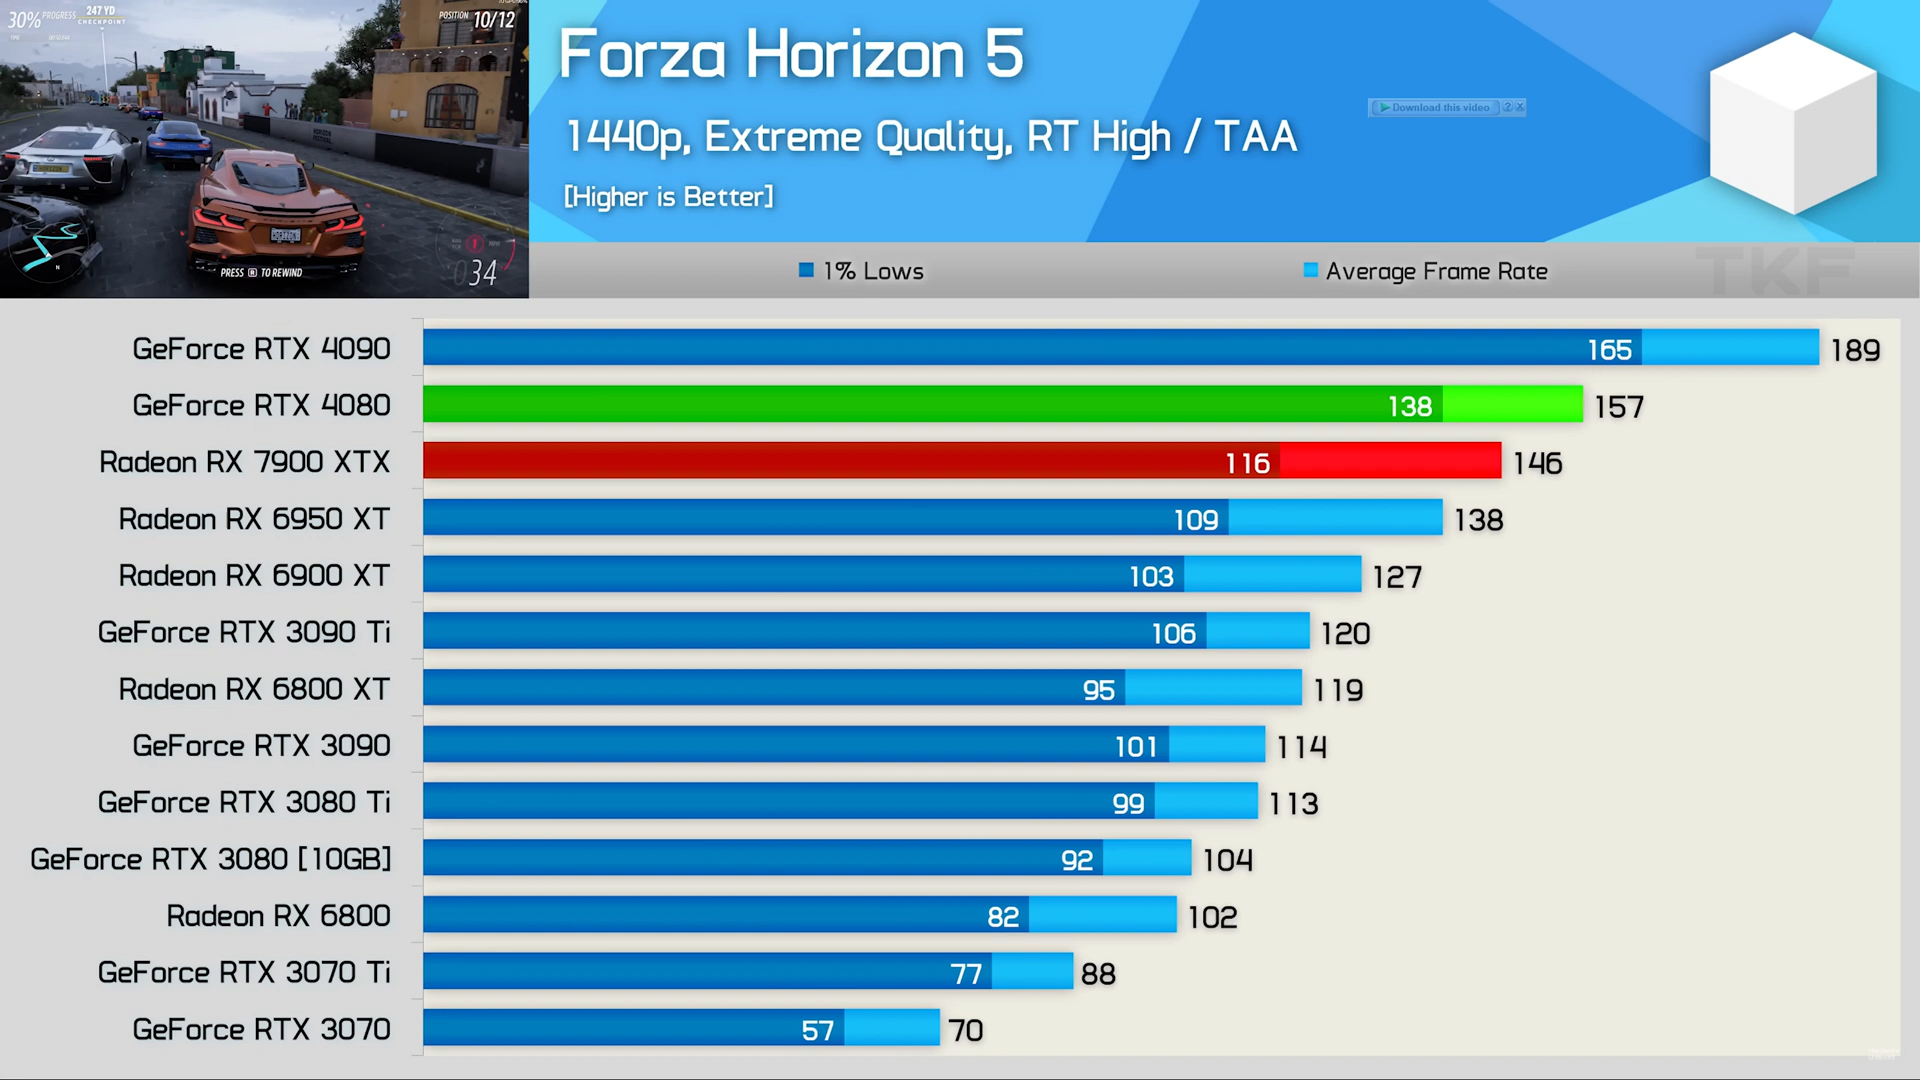 30% PROGRESS
247 YD
CHECKPOINT
POSITION 10/12
HORIZON
PRESS B TO REWIND
N
34
Forza Horizon 5
1440p, Extreme Quality, RT High / TAA
[Higher is Better]
Download this video ? X
1% Lows
Average Frame Rate
TKF
GeForce RTX 4090 165 189
GeForce RTX 4080 138 157
Radeon RX 7900 XTX 116 146
Radeon RX 6950 XT 109 138
Radeon RX 6900 XT 103 127
GeForce RTX 3090 Ti 106 120
Radeon RX 6800 XT 95 119
GeForce RTX 3090 101 114
GeForce RTX 3080 Ti 99 113
GeForce RTX 3080 [10GB] 92 104
Radeon RX 6800 82 102
GeForce RTX 3070 Ti 77 88
GeForce RTX 3070 57 70